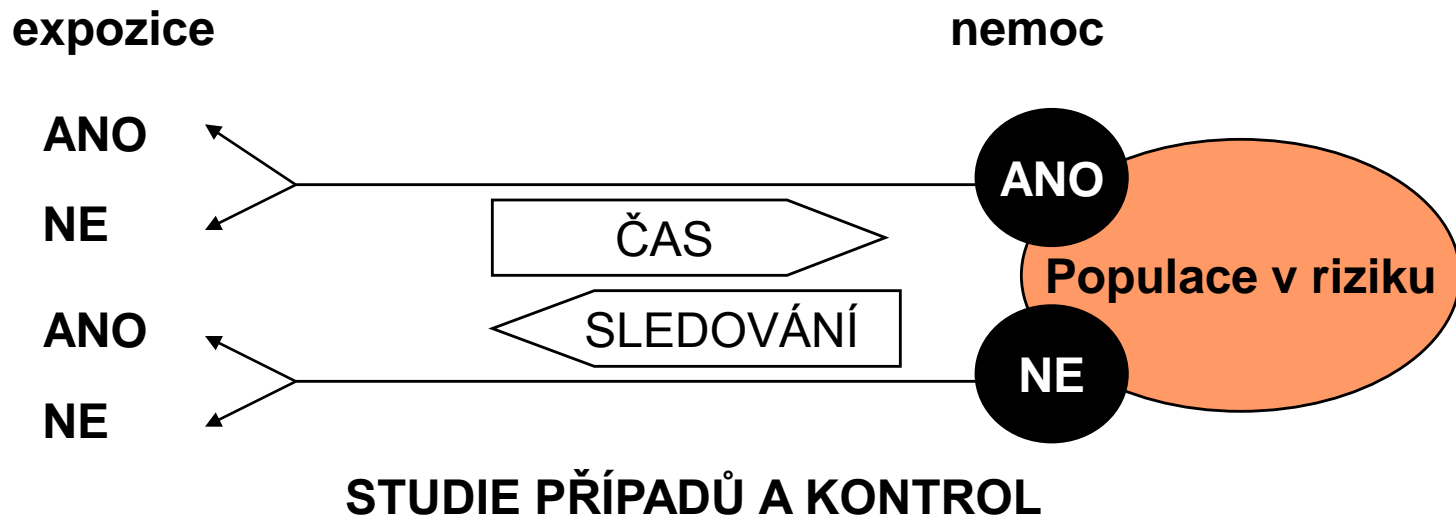 expozice nemoc
ANO
ANO
NE
ČAS
Populace v riziku
ANO
SLEDOVÁNÍ
NE
NE
STUDIE PŘÍPADŮ A KONTROL